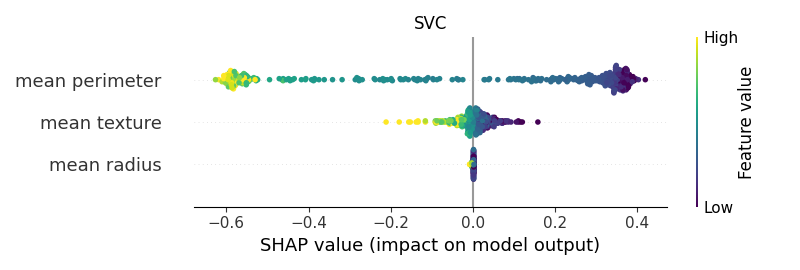 SVC
High
mean perimeter
mean texture
mean radius
Feature value
Low
−0.6 −0.4 −0.2 0.0 0.2 0.4
SHAP value (impact on model output)